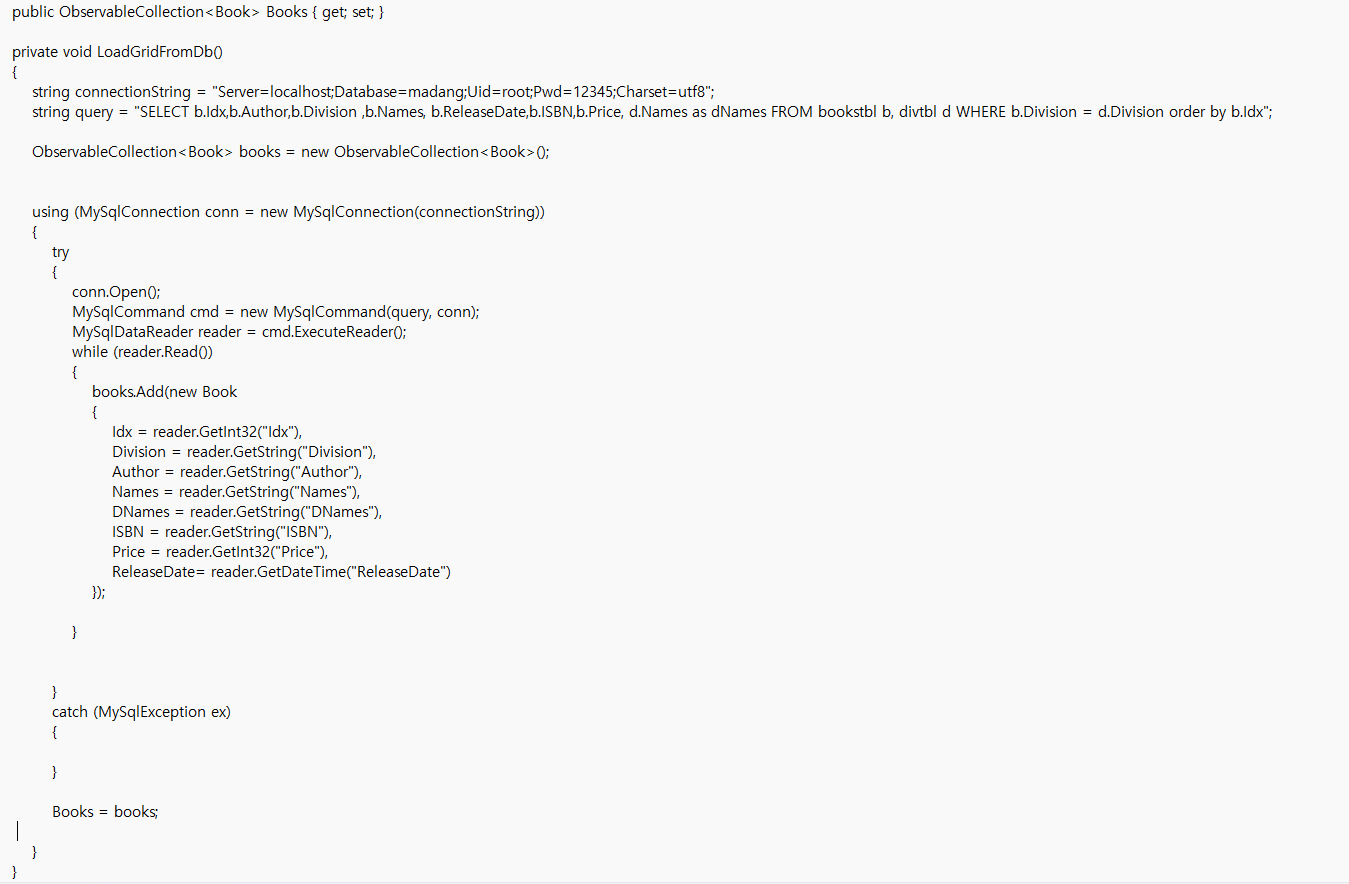 public ObservableCollection<Book> Books { get; set; }
private void LoadGridFromDb()
{
string connectionString = "Server=localhost;Database=madang;Uid=root;Pwd=12345;Charset=utf8";
string query = "SELECT b.Idx,b.Author,b.Division ,b.Names, b.ReleaseDate,b.ISBN,b.Price, d.Names as dNames FROM bookstbl b, divtbl d WHERE b.Division = d.Division order by b.Idx";
ObservableCollection<Book> books = new ObservableCollection<Book>();
using (MySqlConnection conn = new MySqlConnection(connectionString))
{
try
{
conn.Open();
MySqlCommand cmd = new MySqlCommand(query, conn);
MySqlDataReader reader = cmd.ExecuteReader();
while (reader.Read())
{
books.Add(new Book
{
Idx = reader.GetInt32("Idx"),
Division = reader.GetString("Division"),
Author = reader.GetString("Author"),
Names = reader.GetString("Names"),
DNames = reader.GetString("DNames"),
ISBN = reader.GetString("ISBN"),
Price = reader.GetInt32("Price"),
ReleaseDate= reader.GetDateTime("ReleaseDate")
});
}
}
catch (MySqlException ex)
{
}
Books = books;
}
}